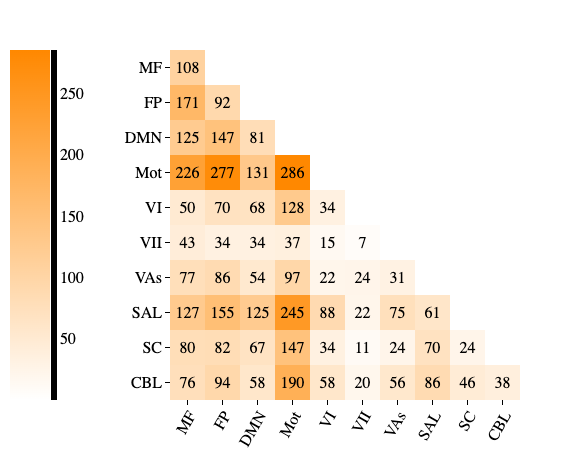 250
200
150
100
50
MF 108
FP 171 92
DMN 125 147 81
Mot 226 277 131 286
VI 50 70 68 128 34
VII 43 34 34 37 15 7
VAs 77 86 54 97 22 24 31
SAL 127 155 125 245 88 22 75 61
SC 80 82 67 147 34 11 24 70 24
CBL 76 94 58 190 58 20 56 86 46 38
MF FP DMN Mot VI VII VAs SAL SC CBL